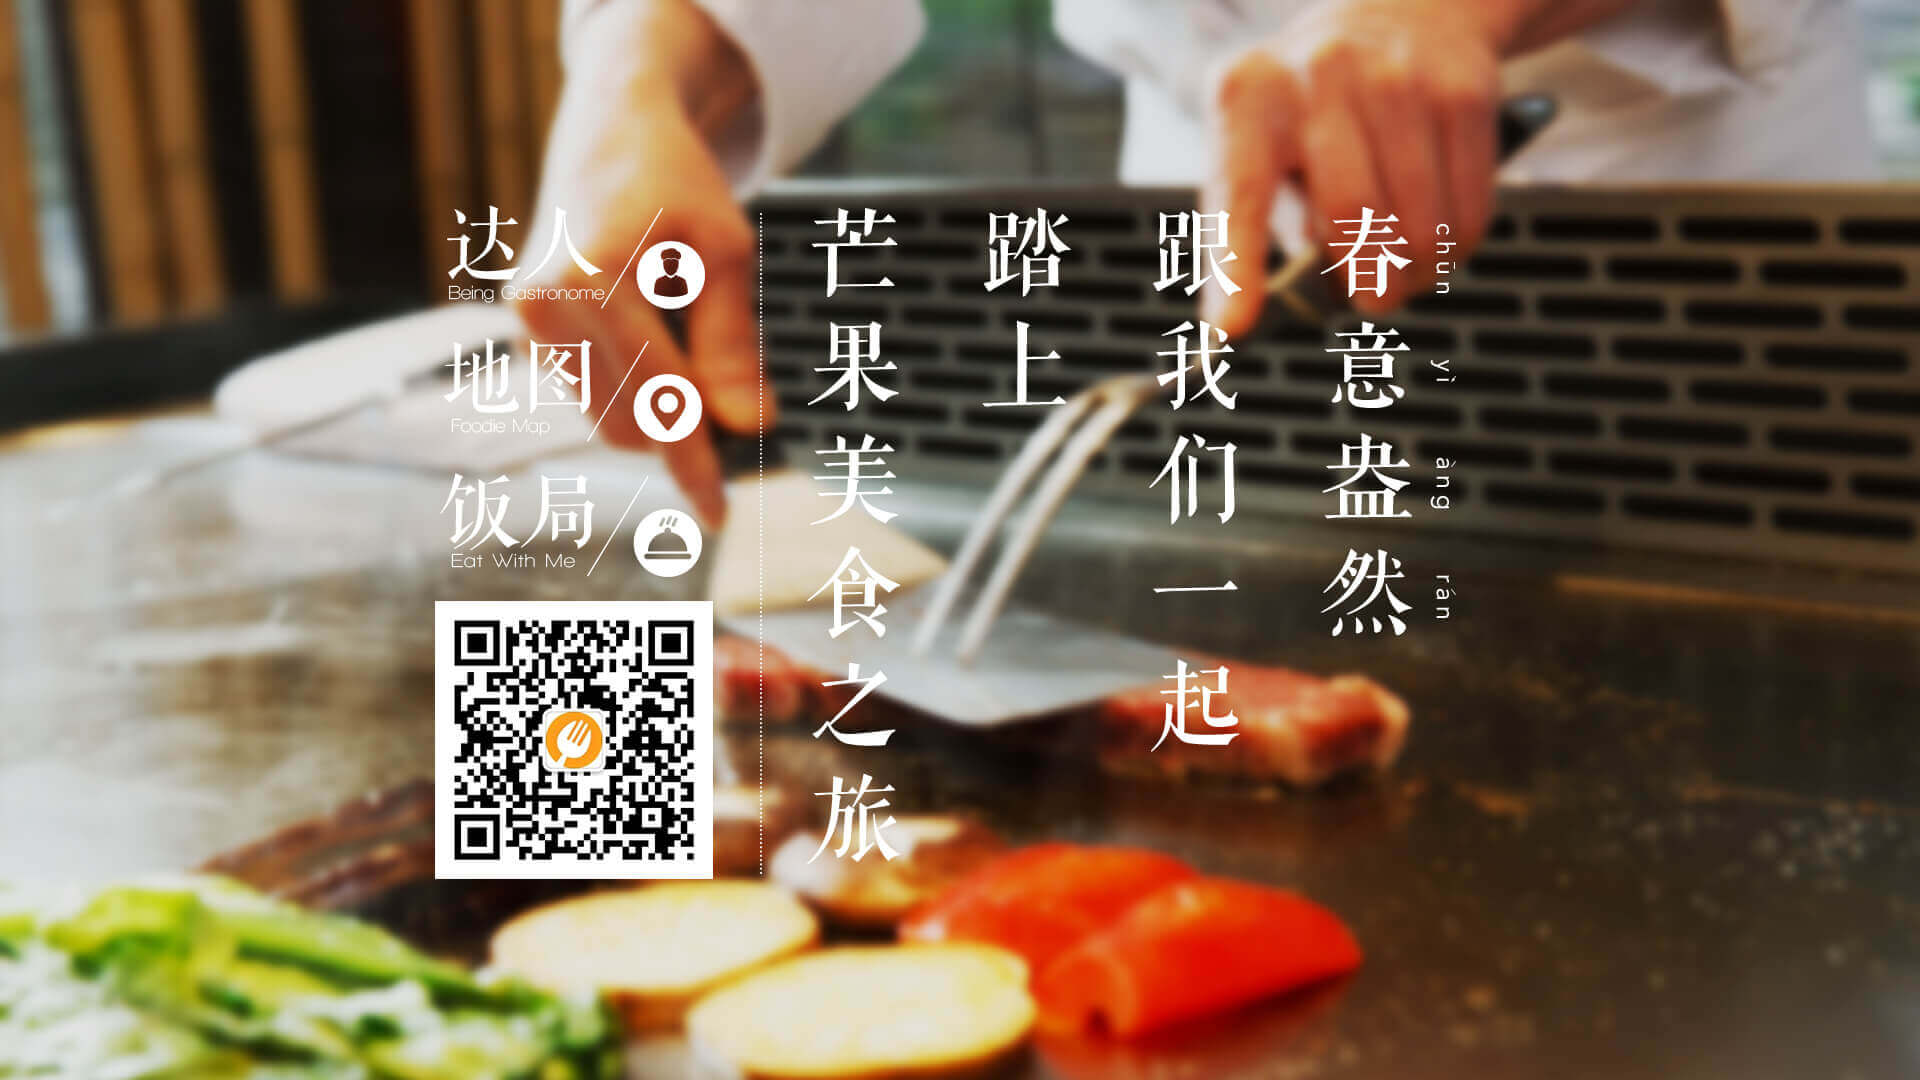 春意盎然
chūn yì àng rán
跟我们一起
踏上
芒果美食之旅
达人
Being Gastronome
地图
Foodie Map
饭局
Eat With Me